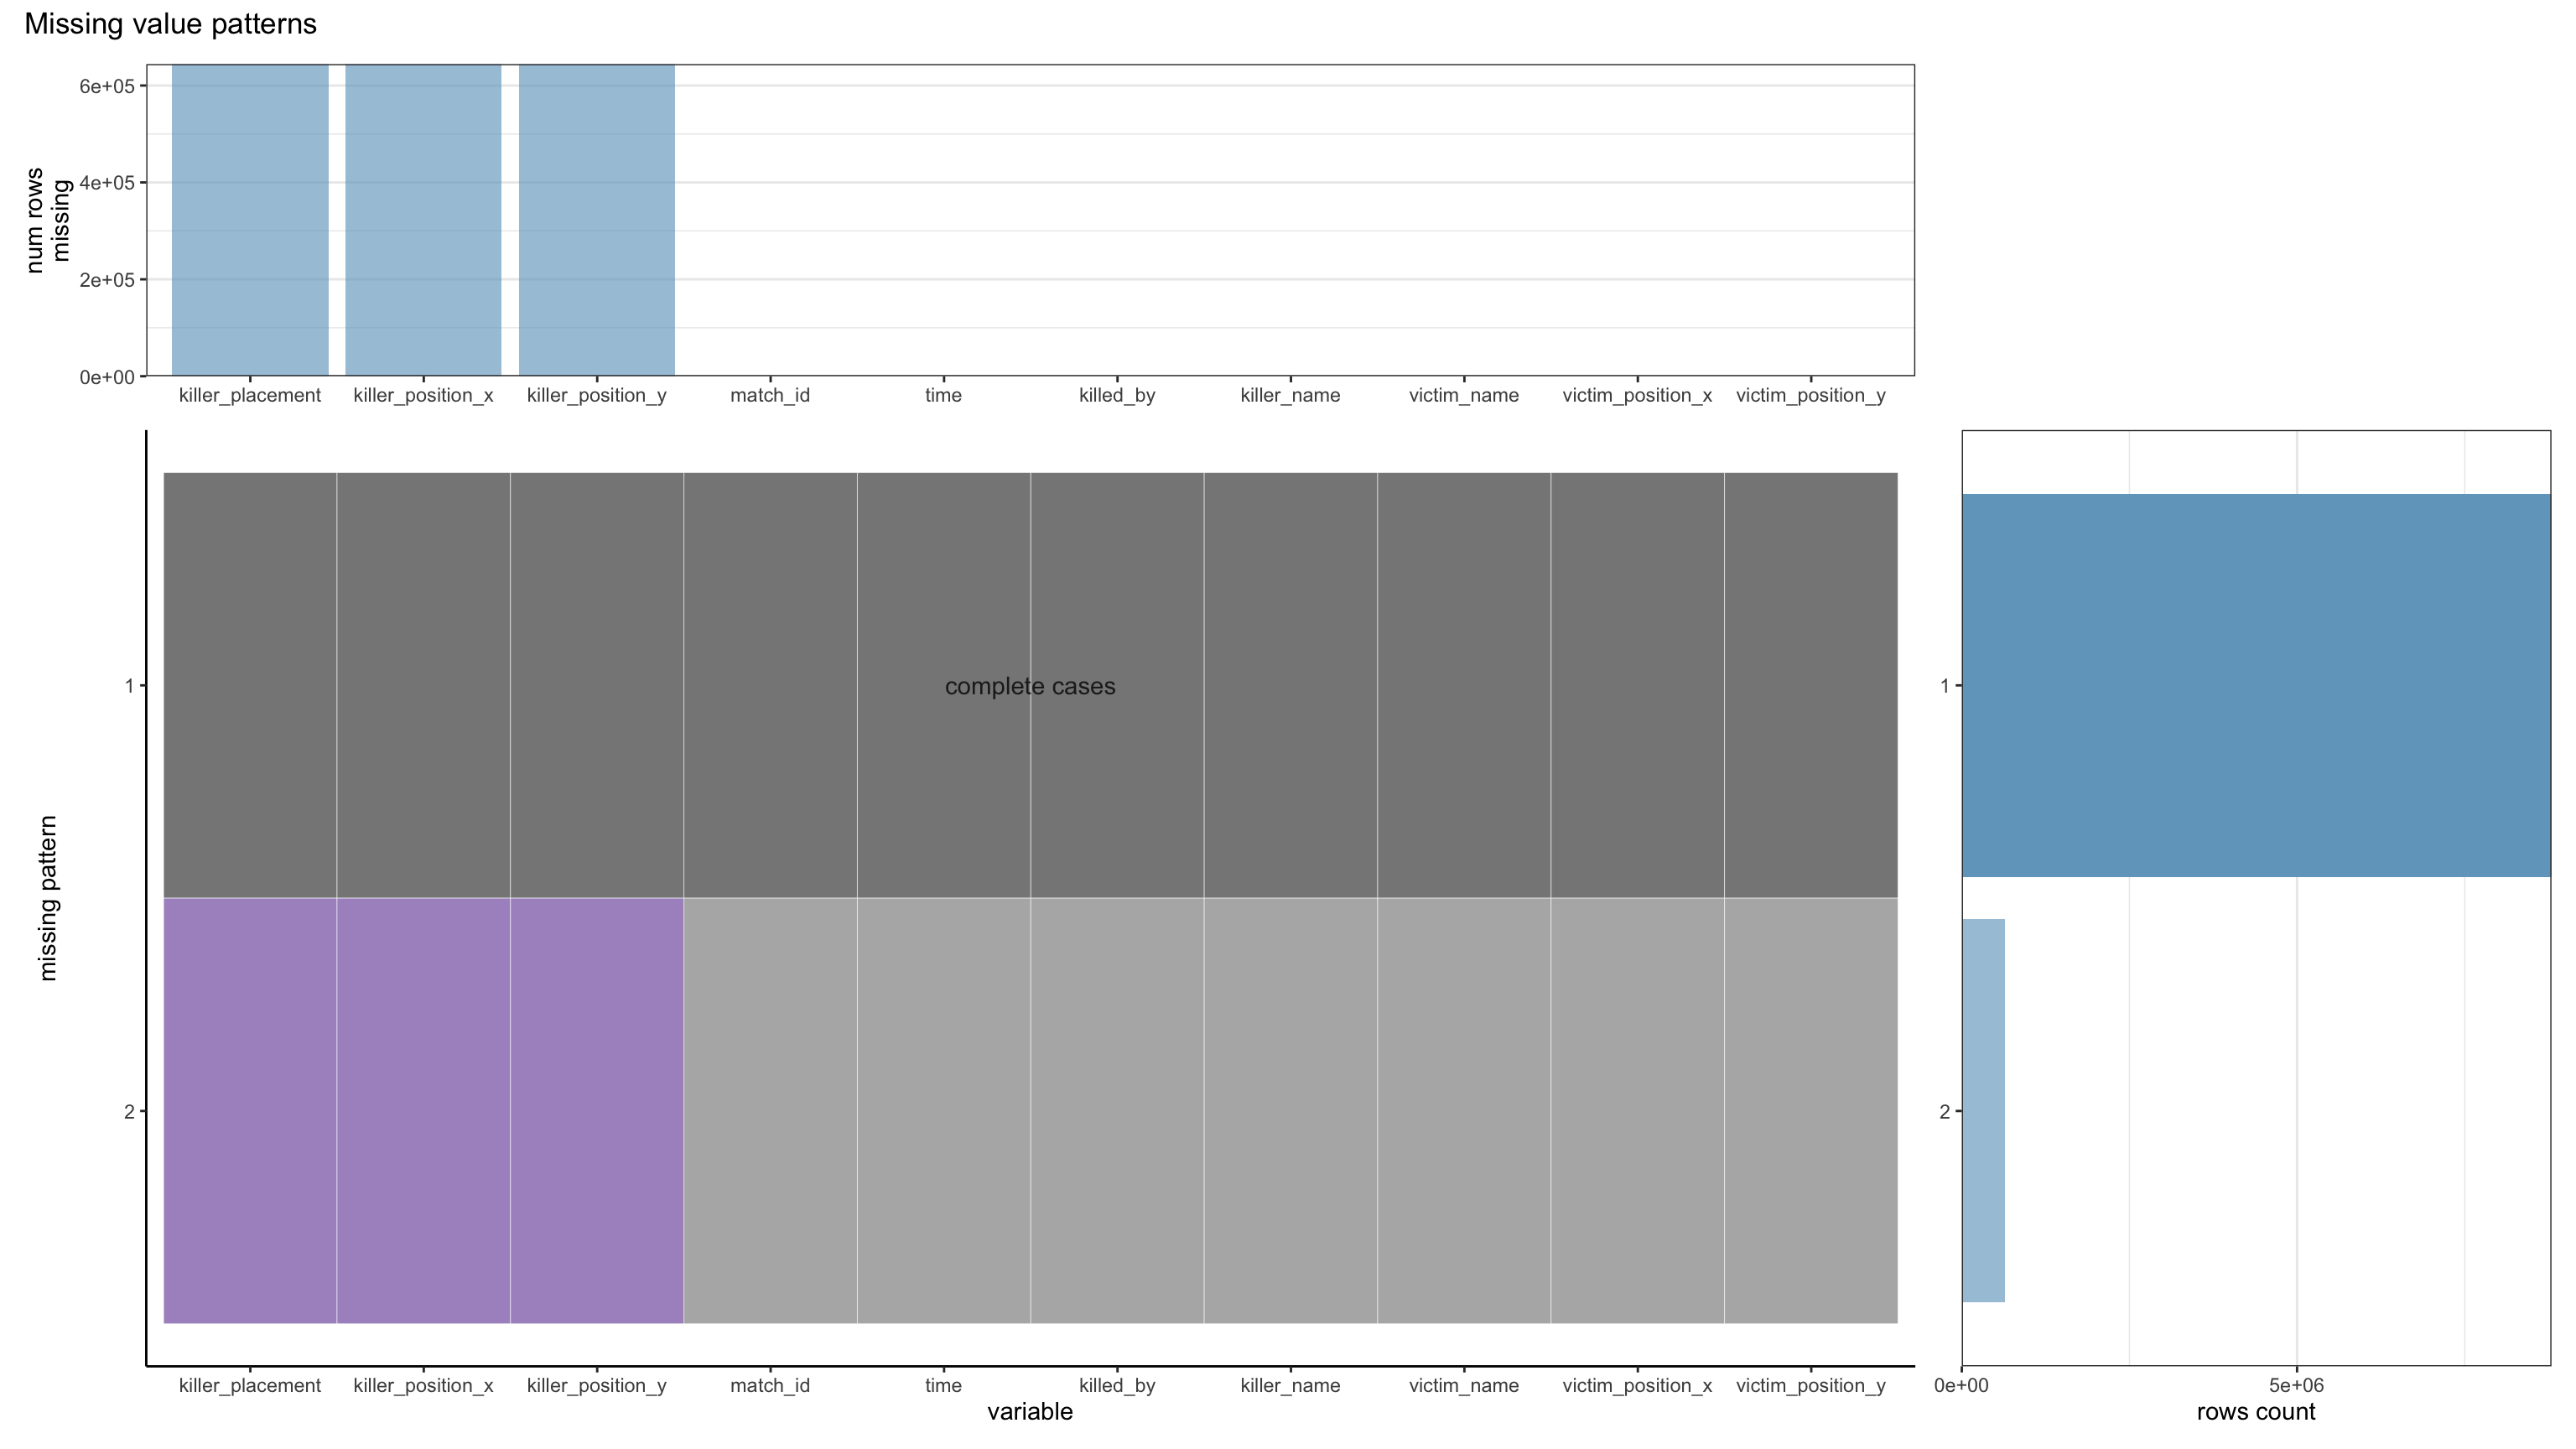 Missing value patterns
num rows
missing
6e+05
4e+05
2e+05
0e+00
killer_placement killer_position_x killer_position_y match_id time killed_by killer_name victim_name victim_position_x victim_position_y
missing pattern
1
2
complete cases
killer_placement killer_position_x killer_position_y match_id time killed_by killer_name victim_name victim_position_x victim_position_y
variable
1
2
0e+00 5e+06
rows count